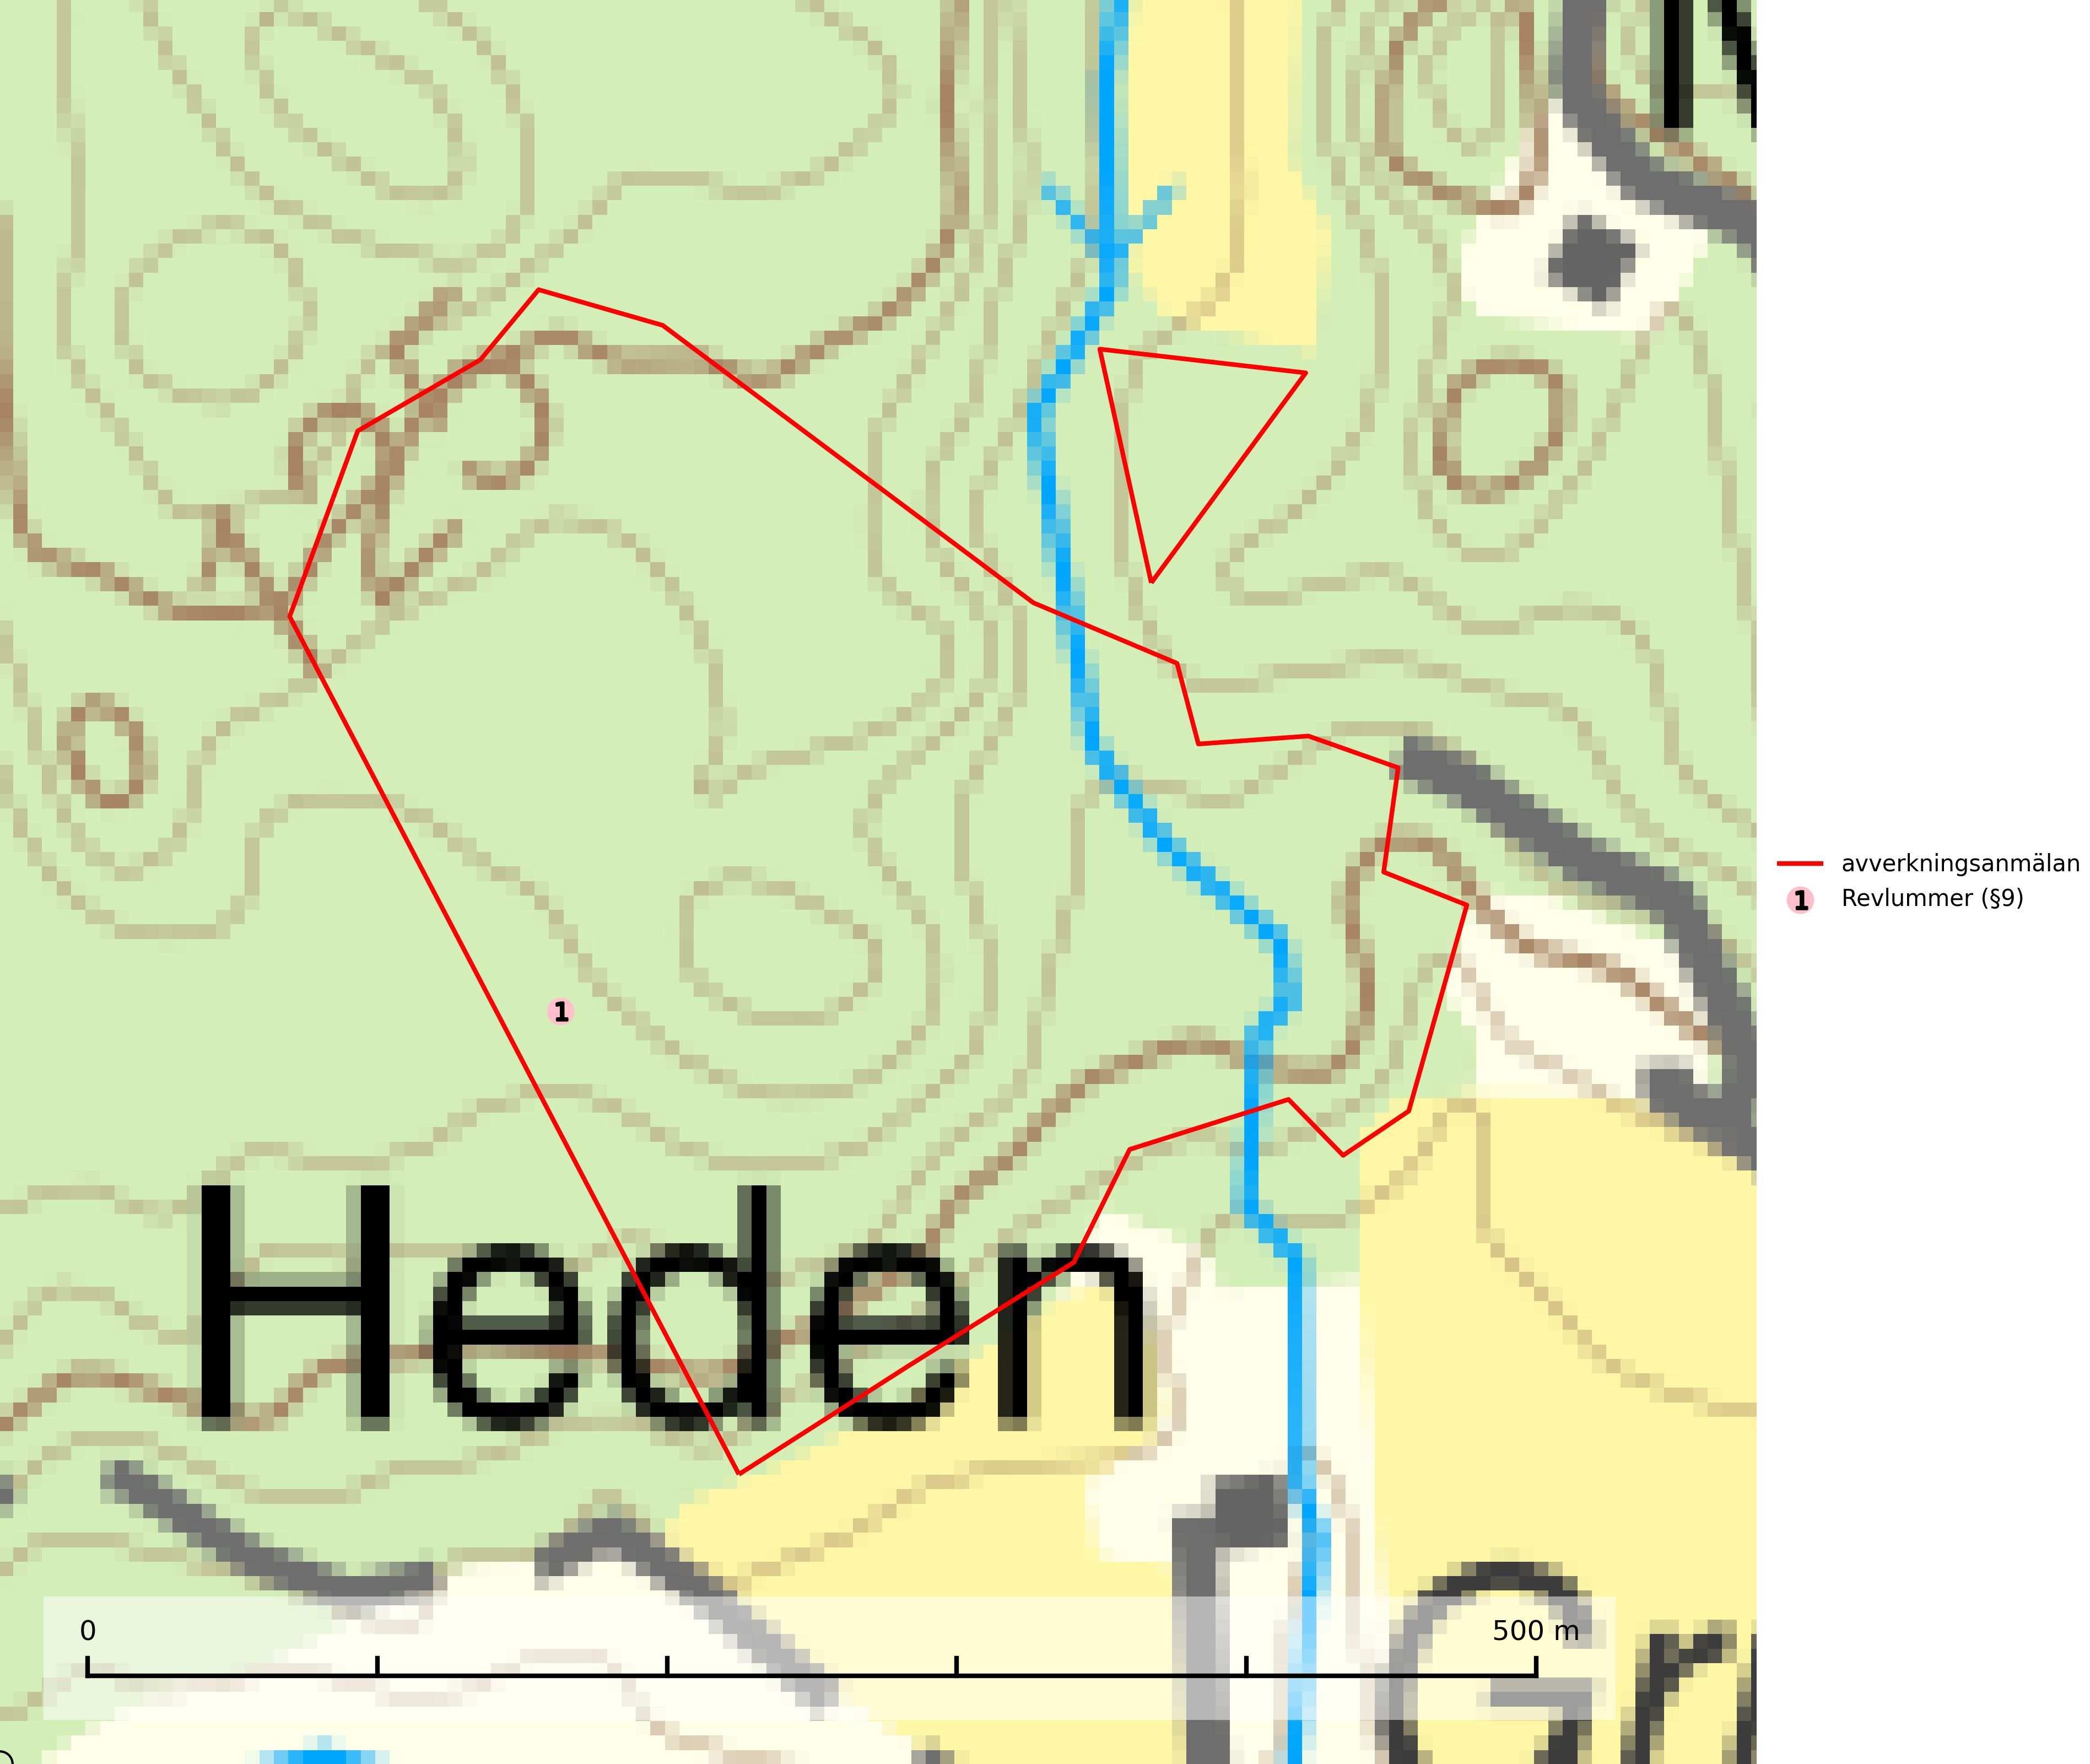 avverkningsanmälan
1 Revlummer (§9)
1
Heden
0 500 m